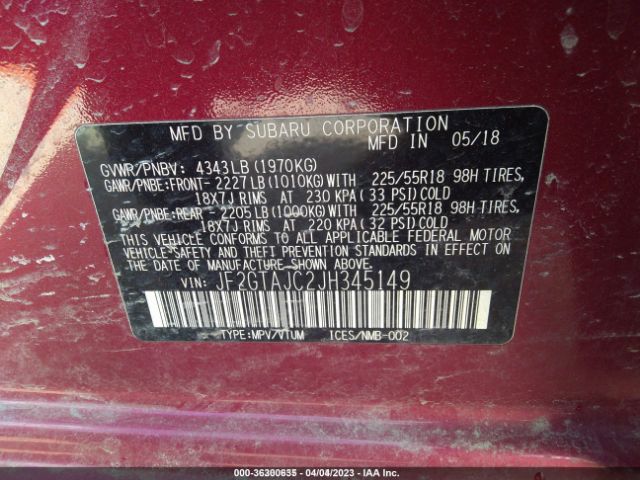 MFD BY SUBARU CORPORATION
MFD IN 05/18
GVWR/PNBV: 4343LB(1970KG)
GAWR/PNBE:FRONT-2227LB(1010KG)WITH 225/55R18 98H TIRES,
18X7J RIMS AT 230 KPA(33 PSI)COLD
GAWR/PNBE:REAR -2205LB(1000KG)WITH 225/55R18 98H TIRES,
18X7J RIMS AT 220 KPA(32 PSI)COLD
THIS VEHICLE CONFORMS TO ALL APPLICABLE FEDERAL MOTOR
VEHICLE SAFETY AND THEFT PREVENTION STANDARDS IN EFFECT
ON THE DATE OF MANUFACTURE SHOWN ABOVE.
VIN: JF2GTAJC2JH345149
TYPE:MPV/VTUM ICES/NMB-002
000-36300635 - 04/04/2023 - IAA Inc.